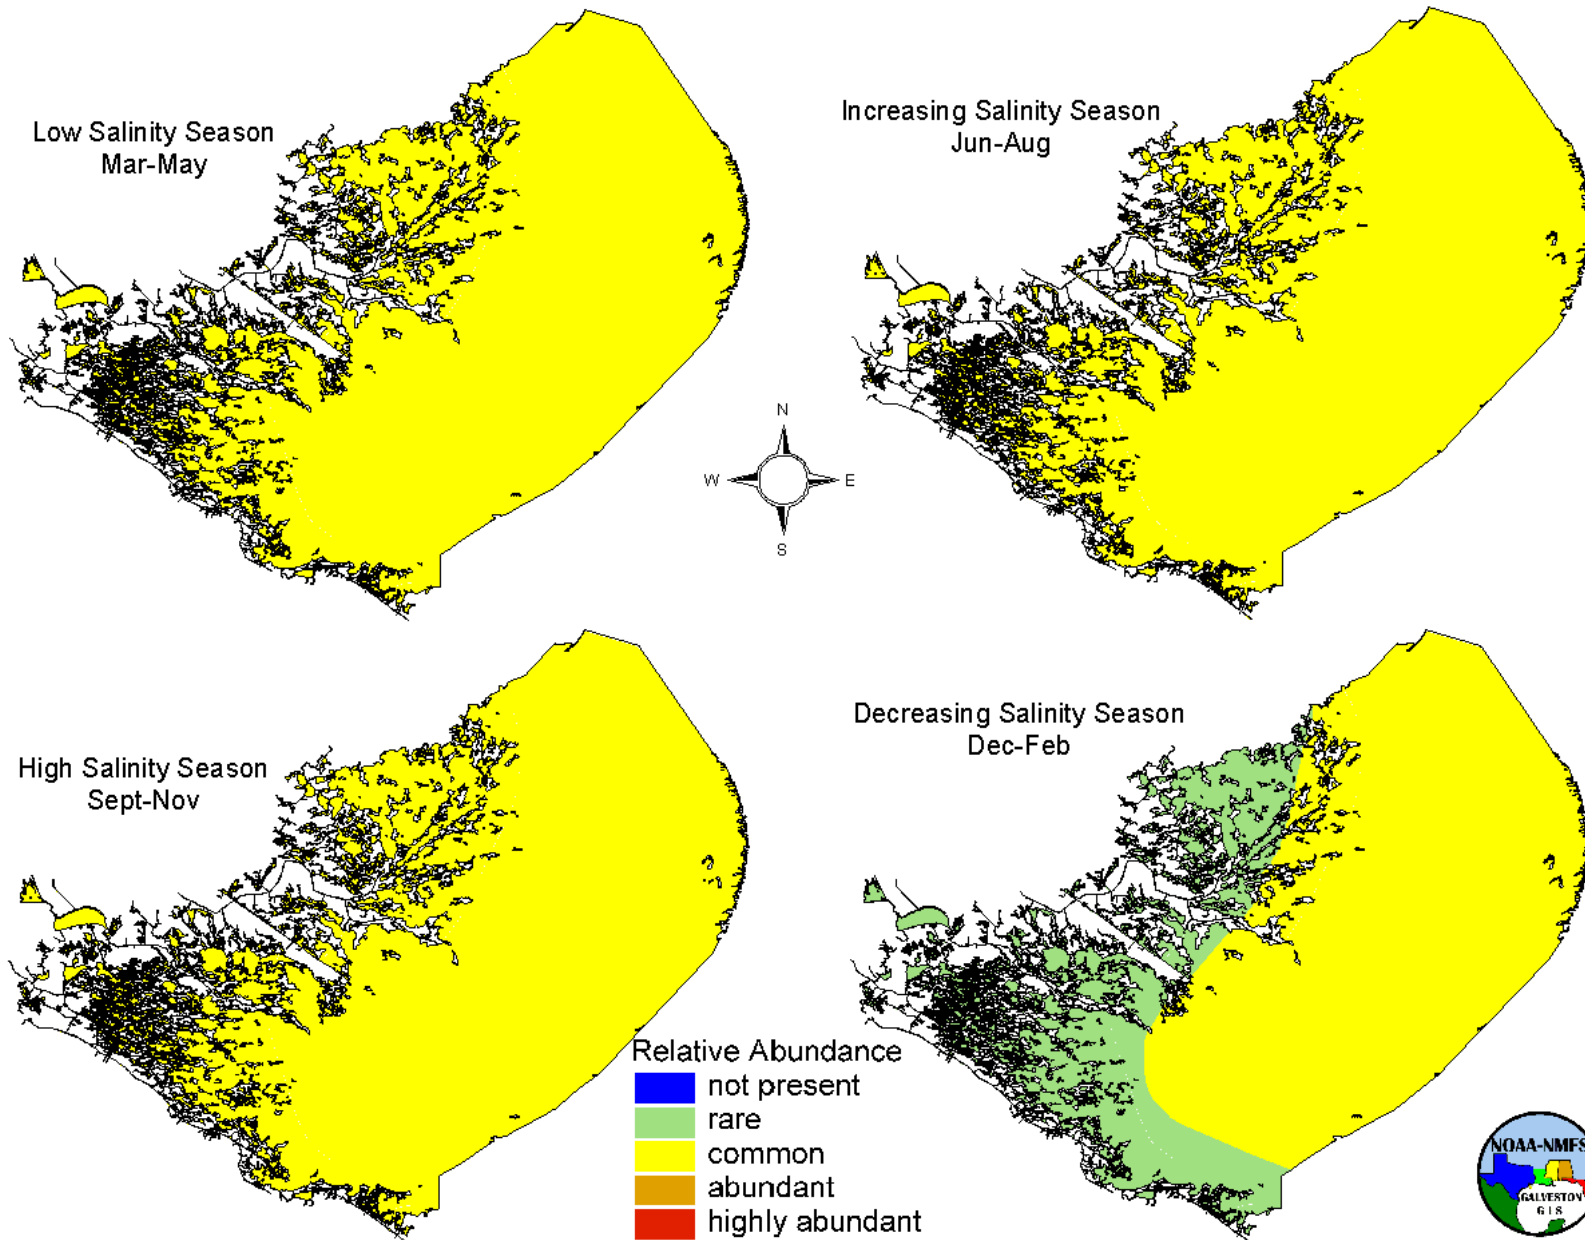 Low Salinity Season
Mar-May
Increasing Salinity Season
Jun-Aug
N
W
E
S
High Salinity Season
Sept-Nov
Decreasing Salinity Season
Dec-Feb
Relative Abundance
not present
rare
common
abundant
highly abundant
NOAA-NMFS
GALVESTON
GIS